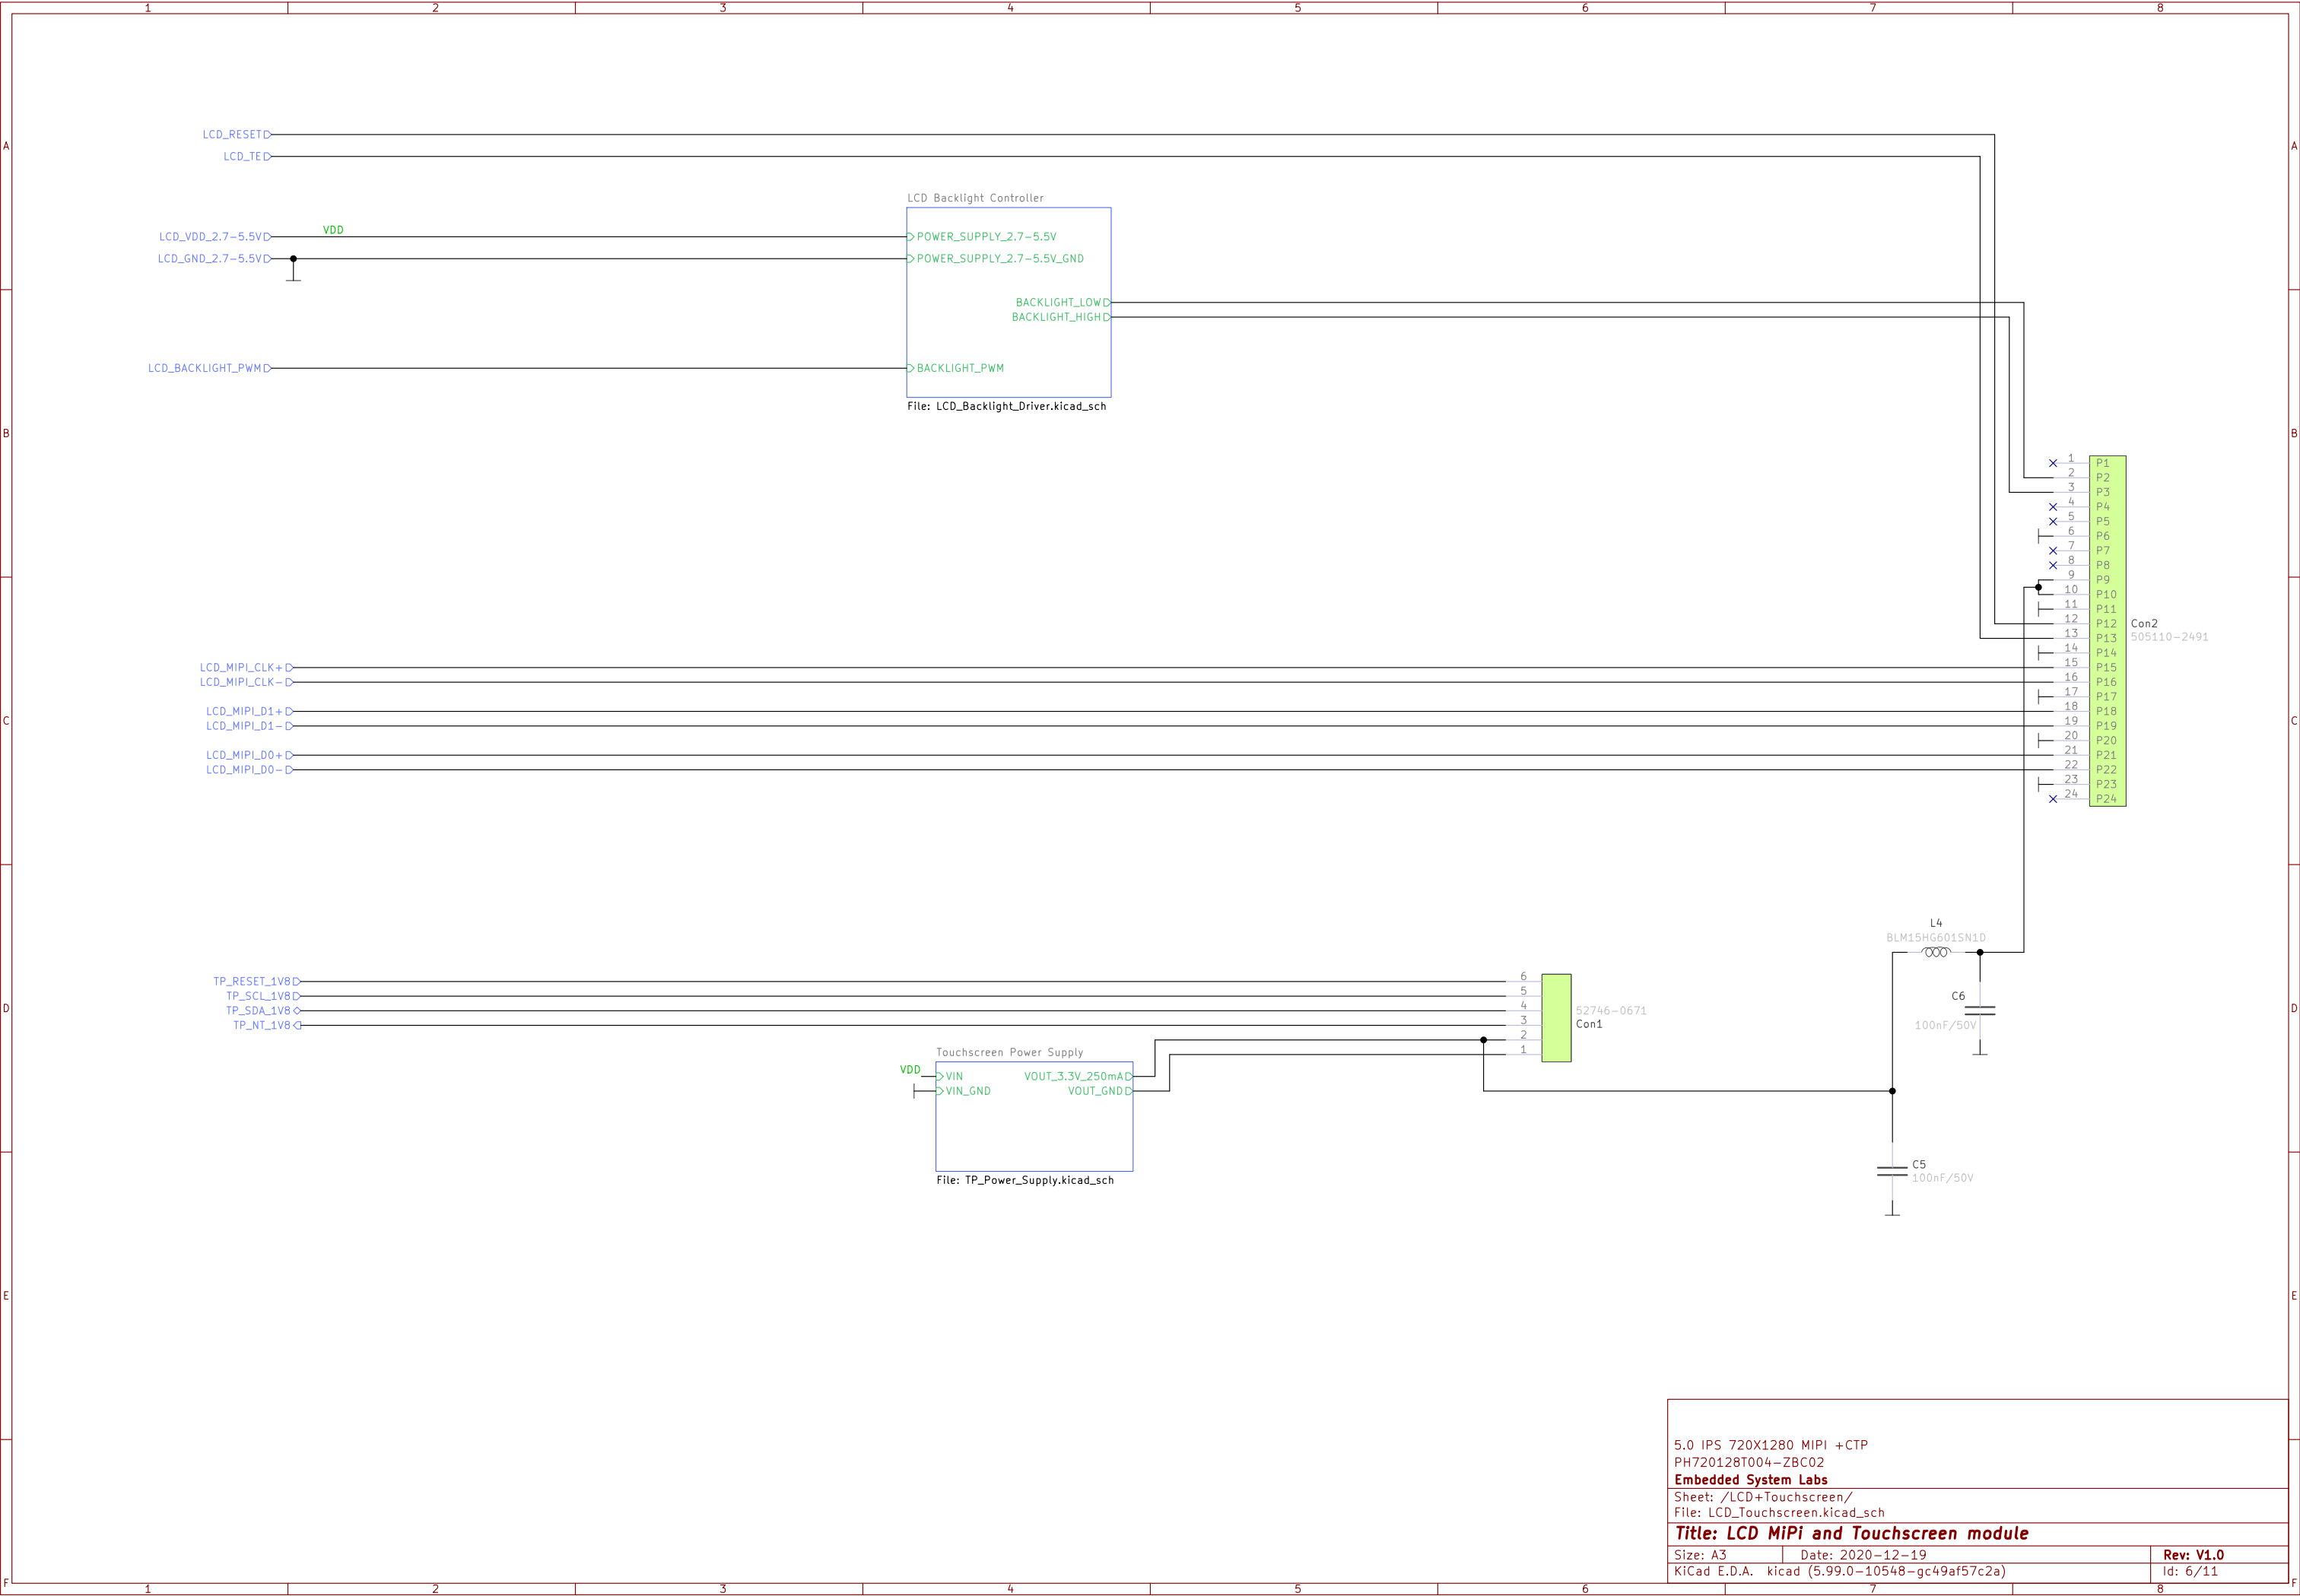 1 2 3 4 5 6 7 8
A A
LCD_RESET
LCD_TE
LCD Backlight Controller
LCD_VDD_2.7-5.5V VDD POWER_SUPPLY_2.7-5.5V
LCD_GND_2.7-5.5V POWER_SUPPLY_2.7-5.5V_GND
BACKLIGHT_LOW
BACKLIGHT_HIGH
LCD_BACKLIGHT_PWM BACKLIGHT_PWM
File: LCD_Backlight_Driver.kicad_sch
B B
1 P1
2 P2
3 P3
4 P4
5 P5
6 P6
7 P7
8 P8
9 P9
10 P10
11 P11
12 P12
Con2
13 P13
505110-2491
14 P14
LCD_MIPI_CLK+ 15 P15
LCD_MIPI_CLK- 16 P16
17 P17
LCD_MIPI_D1+ 18 P18
C C
LCD_MIPI_D1- 19 P19
20 P20
LCD_MIPI_D0+ 21 P21
LCD_MIPI_D0- 22 P22
23 P23
24 P24
L4
BLM15HG601SN1D
TP_RESET_1V8 6
TP_SCL_1V8 5
C6
D D
TP_SDA_1V8 4 52746-0671
TP_NT_1V8 3 Con1
100nF/50V
2
1
Touchscreen Power Supply
VDD
VIN VOUT_3.3V_250mA
VIN_GND VOUT_GND
C5
100nF/50V
File: TP_Power_Supply.kicad_sch
E E
5.0 IPS 720X1280 MIPI +CTP
PH720128T004-ZBC02
Embedded System Labs
Sheet: /LCD+Touchscreen/
File: LCD_Touchscreen.kicad_sch
Title: LCD MiPi and Touchscreen module
Size: A3 Date: 2020-12-19 Rev: V1.0
KiCad E.D.A. kicad (5.99.0-10548-gc49af57c2a) Id: 6/11
F F
1 2 3 4 5 6 7 8